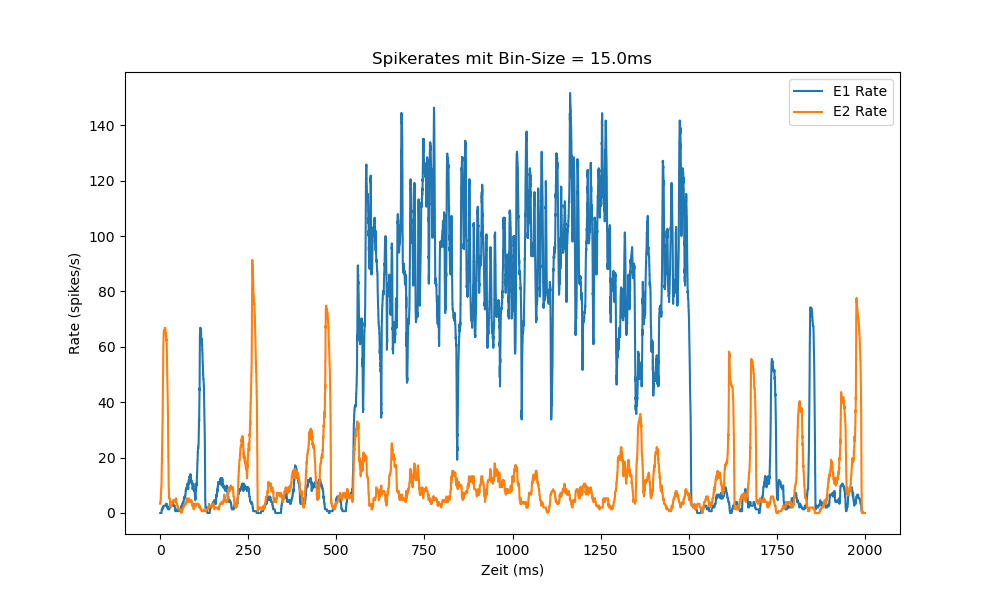 Spikerates mit Bin-Size = 15.0ms
E1 Rate
E2 Rate
140
120
100
80
60
40
20
0
Rate (spikes/s)
0 250 500 750 1000 1250 1500 1750 2000
Zeit (ms)